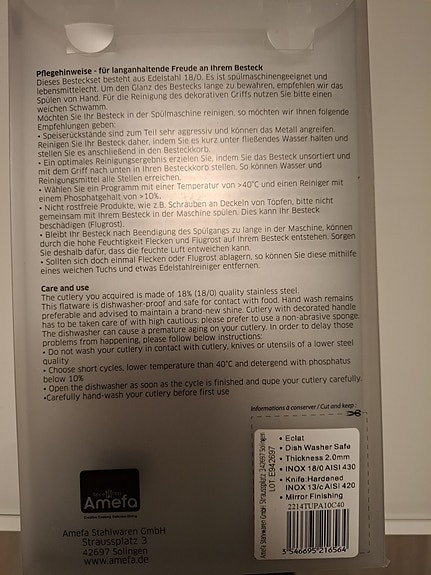 Pflegehinweise - für langanhaltende Freude an Ihrem Besteck
Dieses Besteckset besteht aus Edelstahl 18/0. Es ist spülmaschinengeeignet und
lebensmittelecht. Um den Glanz des Bestecks lange zu bewahren, empfehlen wir das
Spülen von Hand. Für die Reinigung des dekorativen Griffs nutzen Sie bitte einen
weichen Schwamm.
Möchten Sie Ihr Besteck in der Spülmaschine reinigen, so möchten wir Ihnen folgende
Empfehlungen geben:
• Speiserückstände sind zum Teil sehr aggressiv und können das Metall angreifen.
Reinigen Sie Ihr Besteck daher, indem Sie es kurz unter fließendes Wasser halten und
stellen Sie es anschließend in den Besteckkorb.
• Ein optimales Reinigungsergebnis erzielen Sie, indem Sie das Besteck unsortiert und
mit dem Griff nach unten in Ihren Besteckkorb stellen. So können Wasser und
Reinigungsmittel alle Stellen erreichen.
• Wählen Sie ein Programm mit einer Temperatur von >40°C und einen Reiniger mit
einem Phosphatgehalt von >10%.
• Nicht rostfreie Produkte, wie z.B. Schrauben an Deckeln von Töpfen, bitte nicht
gemeinsam mit Ihrem Besteck in der Maschine spülen. Dies kann Ihr Besteck
beschädigen (Flugrost).
• Bleibt Ihr Besteck nach Beendigung des Spülgangs zu lange in der Maschine, können
durch die hohe Feuchtigkeit Flecken und Flugrost auf Ihrem Besteck entstehen. Sorgen
Sie deshalb dafür, dass die feuchte Luft entweichen kann.
• Sollten sich doch einmal Flecken oder Flugrost ablagern, so können Sie diese mithilfe
eines weichen Tuchs und etwas Edelstahlreiniger entfernen.
Care and use
The cutlery you acquired is made of 18% (18/0) quality stainless steel.
This flatware is dishwasher-proof and safe for contact with food. Hand wash remains
preferable and advised to maintain a brand-new shine. Cutlery with decorated handle
has to be taken care of with high cautious: please prefer to use a non-abrasive sponge.
The dishwasher can cause a premature aging on your cutlery. In order to delay those
problems from happening, please follow below instructions:
• Do not wash your cutlery in contact with cutlery, knives or utensils of a lower steel
quality
• Choose short cycles, lower temperature than 40°C and detergend with phosphatus
below 10%
• Open the dishwasher as soon as the cycle is finished and qupe your cutlery carefully.
•Carefully hand-wash your cutlery before first use
Informations à conserver / Cut and keep :
Amefa Stahlwaren GmbH Straussplatz 3 42697 Solingen
LOT E942697
• Eclat
• Dish Washer Safe
• Thickness 2.0mm
• INOX 18/0 AISI 430
• Knife:Hardened
INOX 13/c AISI 420
• Mirror Finishing
2214TUPA10C40
3 546695 216564
Amefa
Amefa Stahlwaren GmbH
Straussplatz 3
42697 Solingen
www.amefa.de